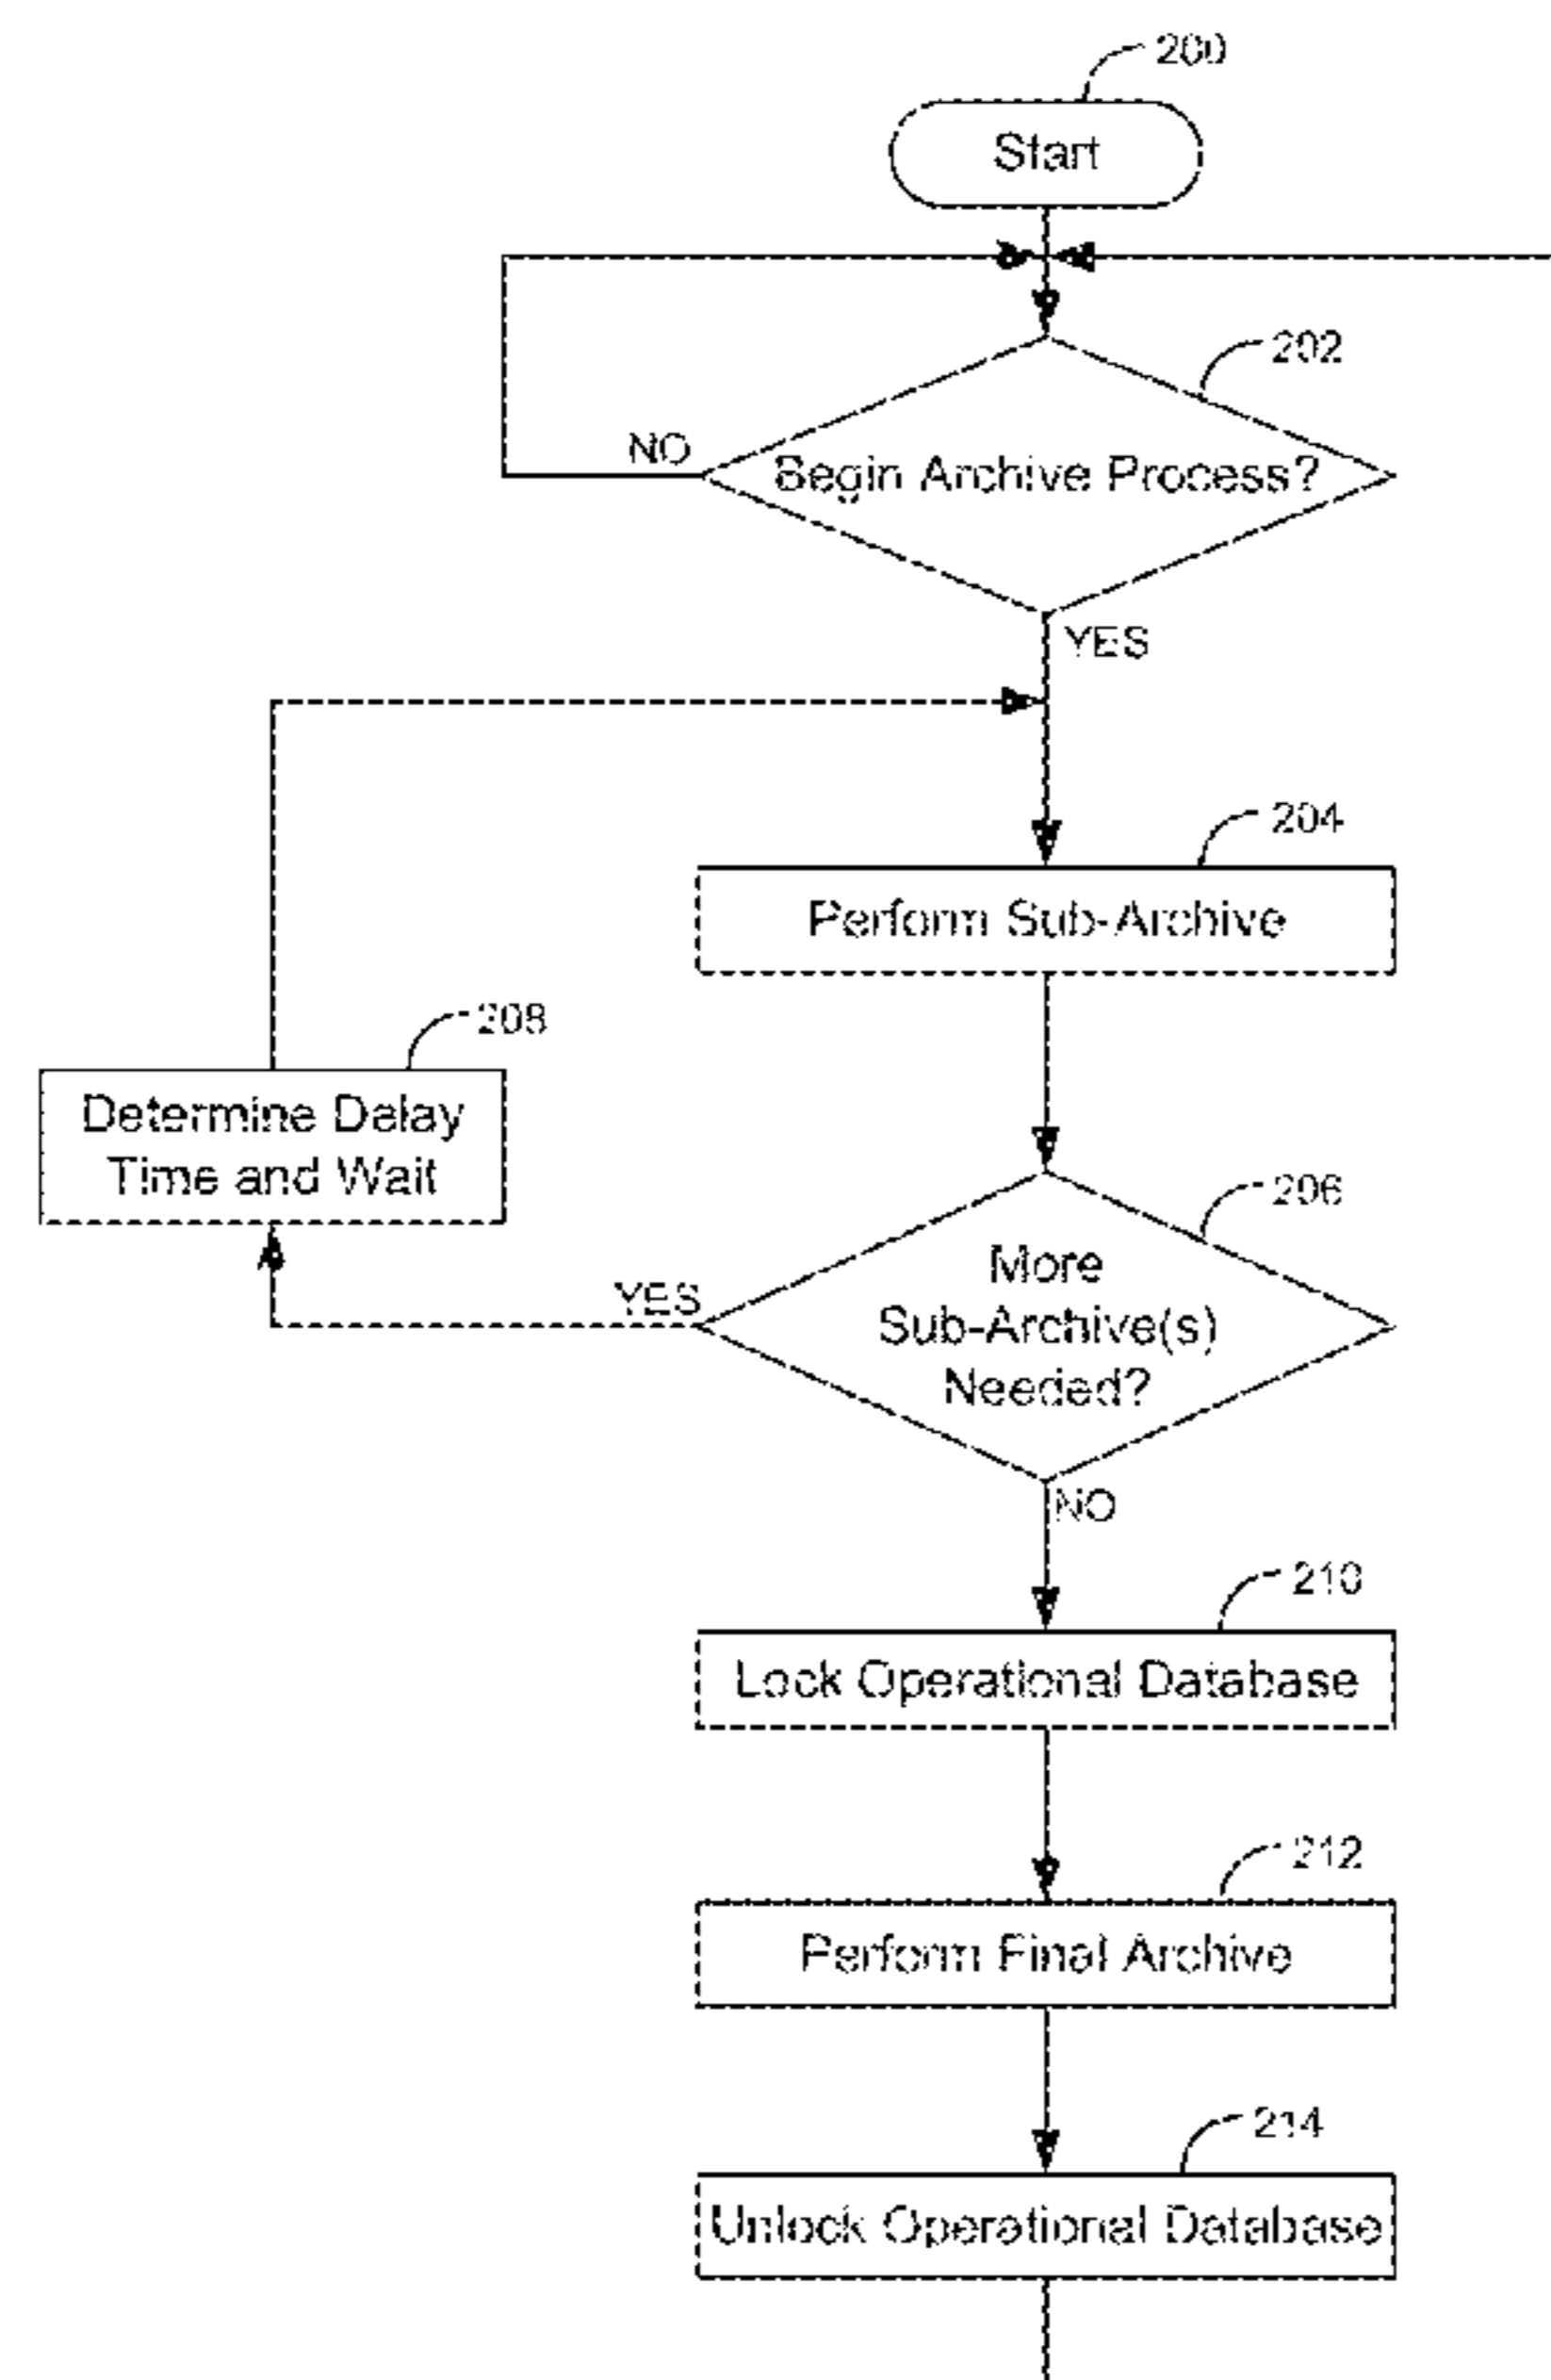 200
Start
202
NO
Begin Archive Process?
YES
204
Perform Sub-Archive
208
Determine Delay
Time and Wait
206
YES
More
Sub-Archive(s)
Needed?
NO
210
Lock Operational Database
212
Perform Final Archive
214
Unlock Operational Database